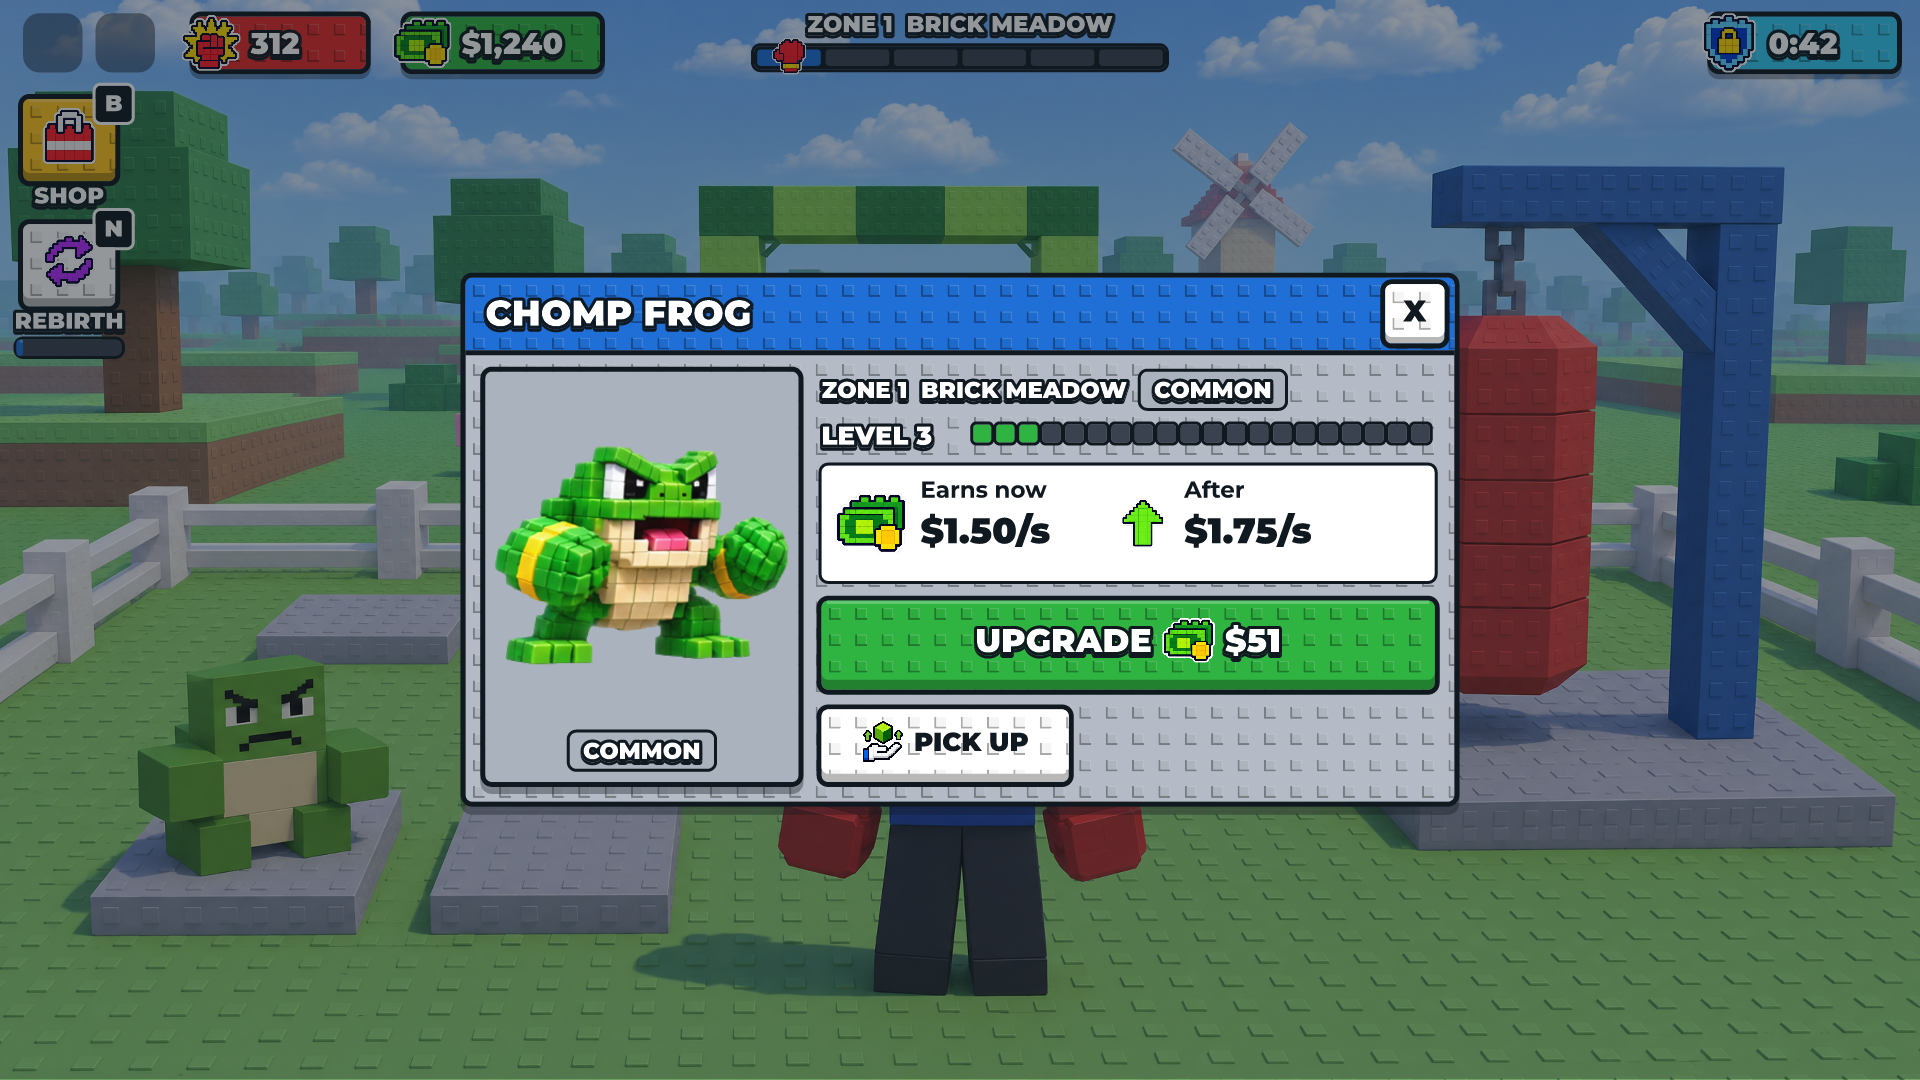 312
$1,240
ZONE 1 BRICK MEADOW
0:42
B
SHOP
N
REBIRTH
CHOMP FROG
X
ZONE 1 BRICK MEADOW COMMON
LEVEL 3
Earns now
$1.50/s
After
$1.75/s
UPGRADE $51
PICK UP
COMMON